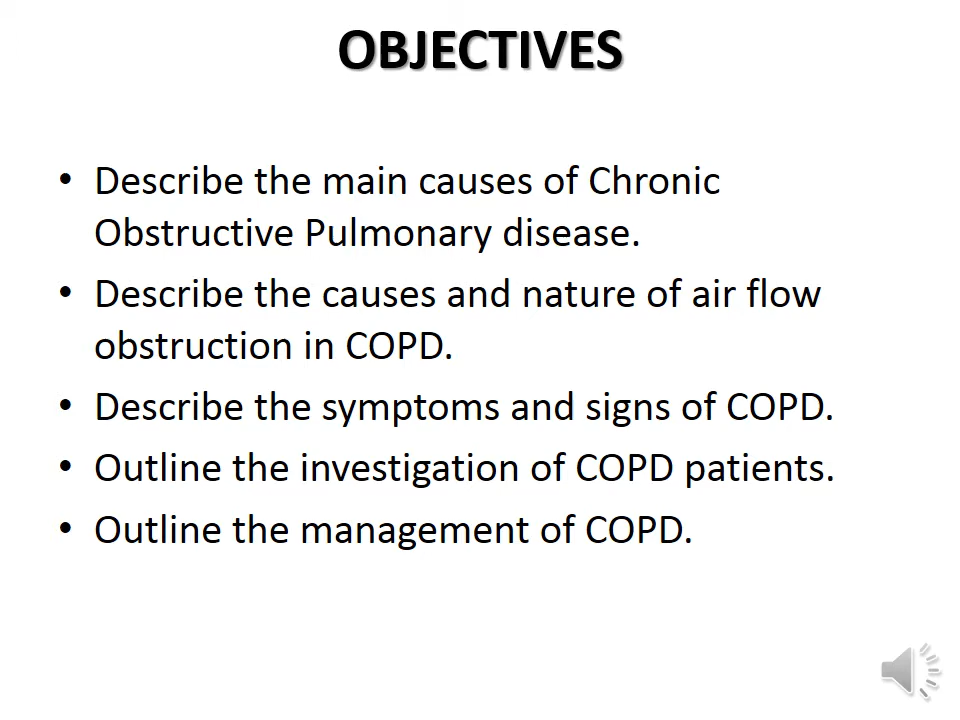 OBJECTIVES
• Describe the main causes of Chronic
Obstructive Pulmonary disease.
• Describe the causes and nature of air flow
obstruction in COPD.
• Describe the symptoms and signs of COPD.
• Outline the investigation of COPD patients.
• Outline the management of COPD.